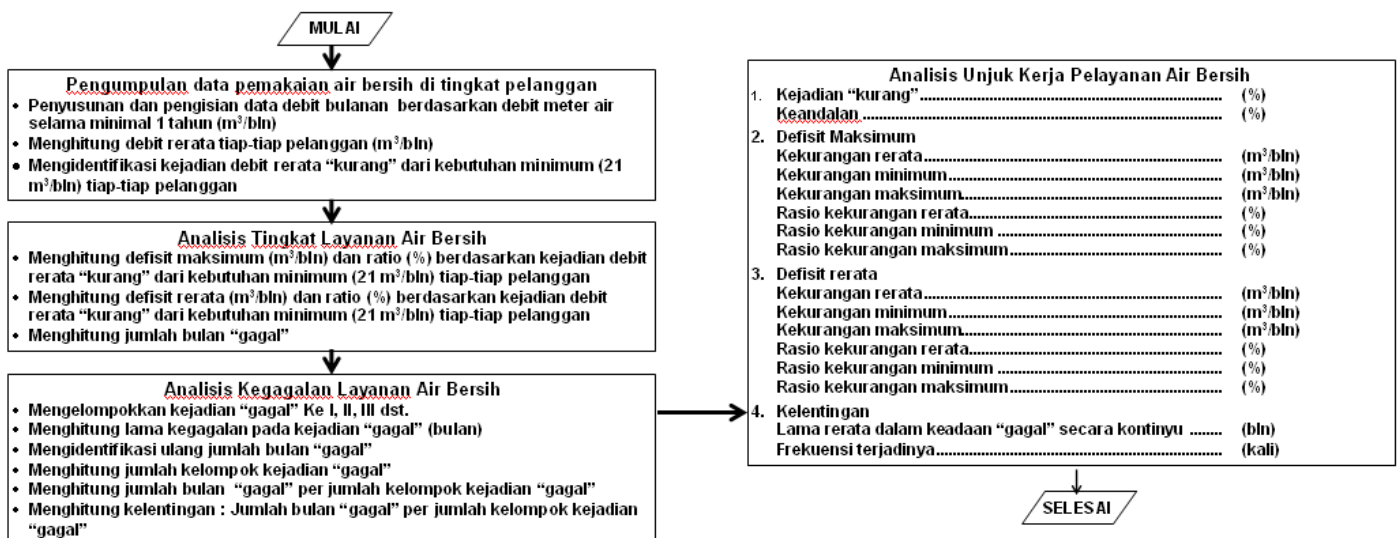 MULAI
Pengumpulan data pemakaian air bersih di tingkat pelanggan
• Penyusunan dan pengisian data debit bulanan berdasarkan debit meter air
selama minimal 1 tahun (m³/bln)
• Menghitung debit rerata tiap-tiap pelanggan (m³/bln)
• Mengidentifikasi kejadian debit rerata “kurang” dari kebutuhan minimum (21
m³/bln) tiap-tiap pelanggan
Analisis Tingkat Layanan Air Bersih
• Menghitung defisit maksimum (m³/bln) dan ratio (%) berdasarkan kejadian debit
rerata “kurang” dari kebutuhan minimum (21 m³/bln) tiap-tiap pelanggan
• Menghitung defisit rerata (m³/bln) dan ratio (%) berdasarkan kejadian debit
rerata “kurang” dari kebutuhan minimum (21 m³/bln) tiap-tiap pelanggan
• Menghitung jumlah bulan “gagal”
Analisis Kegagalan Layanan Air Bersih
• Mengelompokkan kejadian “gagal” Ke I, II, III dst.
• Menghitung lama kegagalan pada kejadian “gagal” (bulan)
• Mengidentifikasi ulang jumlah bulan “gagal”
• Menghitung jumlah kelompok kejadian “gagal”
• Menghitung jumlah bulan “gagal” per jumlah kelompok kejadian “gagal”
• Menghitung kelentingan : Jumlah bulan “gagal” per jumlah kelompok kejadian
“gagal”
Analisis Unjuk Kerja Pelayanan Air Bersih
1. Kejadian “kurang”........ (%)
Keandalan........ (%)
2. Defisit Maksimum
Kekurangan rerata........ (m³/bln)
Kekurangan minimum........ (m³/bln)
Kekurangan maksimum........ (m³/bln)
Rasio kekurangan rerata........ (%)
Rasio kekurangan minimum ........ (%)
Rasio kekurangan maksimum........ (%)
3. Defisit rerata
Kekurangan rerata........ (m³/bln)
Kekurangan minimum........ (m³/bln)
Kekurangan maksimum........ (m³/bln)
Rasio kekurangan rerata........ (%)
Rasio kekurangan minimum ........ (%)
Rasio kekurangan maksimum........ (%)
4. Kelentingan
Lama rerata dalam keadaan “gagal” secara kontinyu ........ (bln)
Frekuensi terjadinya........ (kali)
SELESAI